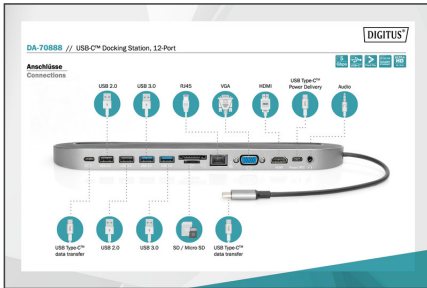 DIGITUS®
DA-70888 // USB-C™ Docking Station, 12-Port
Anschlüsse
Connections
USB 2.0
USB 3.0
RJ45
VGA
HDMI
USB Type-C™
Power Delivery
Audio
USB Type-C™
data transfer
USB 2.0
USB 3.0
SD / Micro SD
USB Type-C™
data transfer